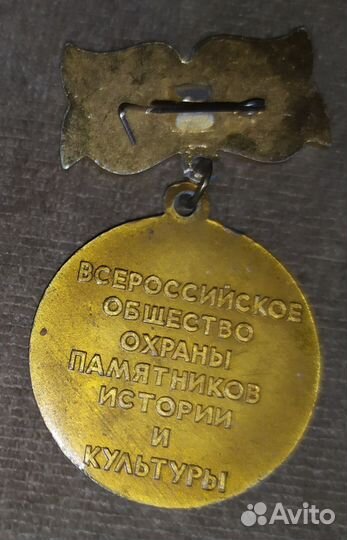 ВСЕРОССИЙСКОЕ
ОБЩЕСТВО
ОХРАНЫ
ПАМЯТНИКОВ
ИСТОРИИ
И
КУЛЬТУРЫ
Avito